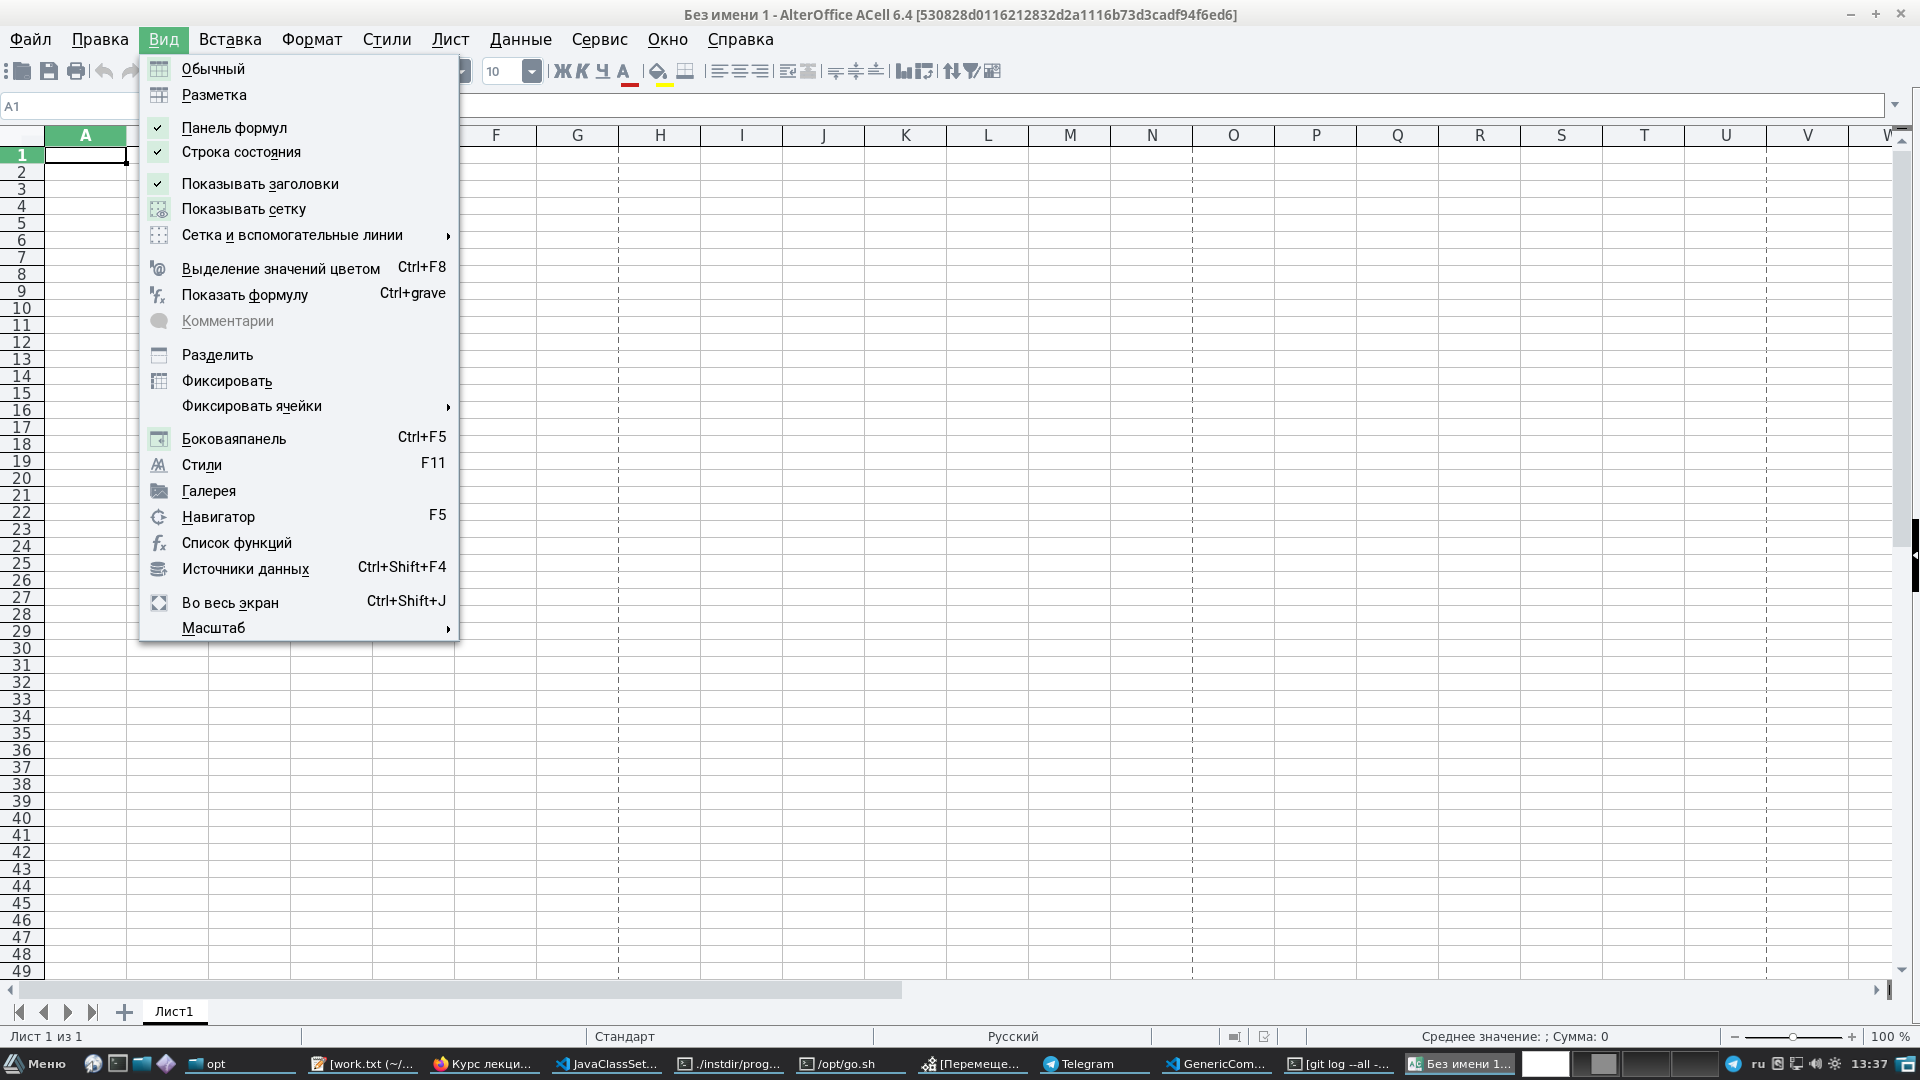 Без имени 1 - AlterOffice ACell 6.4 [530828d0116212832d2a1116b73d3cadf94f6ed6]
Файл Правка Вид Вставка Формат Стили Лист Данные Сервис Окно Справка
10 Ж К Ч А
A1
A F G H I J K L M N O P Q R S T U V W
Обычный
Разметка
Панель формул
Строка состояния
Показывать заголовки
Показывать сетку
Сетка и вспомогательные линии
Выделение значений цветом Ctrl+F8
Показать формулу Ctrl+grave
Комментарии
Разделить
Фиксировать
Фиксировать ячейки
Боковаяпанель Ctrl+F5
Стили F11
Галерея
Навигатор F5
Список функций
Источники данных Ctrl+Shift+F4
Во весь экран Ctrl+Shift+J
Масштаб
1
2
3
4
5
6
7
8
9
10
11
12
13
14
15
16
17
18
19
20
21
22
23
24
25
26
27
28
29
30
31
32
33
34
35
36
37
38
39
40
41
42
43
44
45
46
47
48
49
Лист1
Лист 1 из 1 Стандарт Русский Среднее значение: ; Сумма: 0 100 %
Меню opt [work.txt (~/... Курс лекци... JavaClassSet... ./instdir/prog... /opt/go.sh [Перемеще... Telegram GenericCom... [git log --all -... Без имени 1... ru 13:37